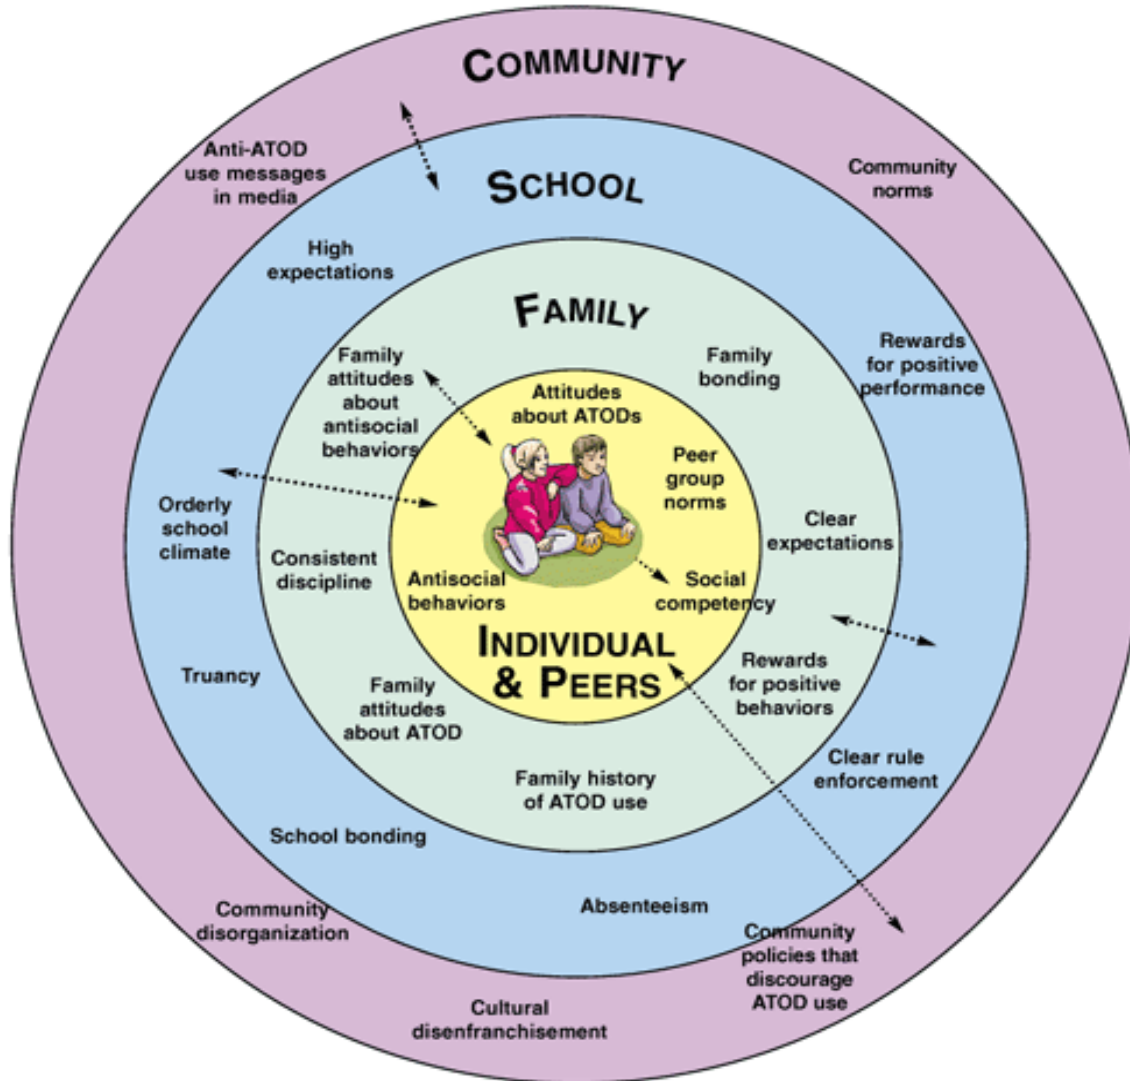 COMMUNITY
Anti-ATOD
use messages
in media
Community
norms
SCHOOL
High
expectations
Rewards
for positive
performance
FAMILY
Family
attitudes
about
antisocial
behaviors
Family
bonding
Attitudes
about ATODs
Peer
group
norms
Orderly
school
climate
Clear
expectations
Consistent
discipline
Antisocial
behaviors
Social
competency
INDIVIDUAL
& PEERS
Truancy
Family
attitudes
about ATOD
Rewards
for positive
behaviors
Family history
of ATOD use
Clear rule
enforcement
School bonding
Absenteeism
Community
disorganization
Community
policies that
discourage
ATOD use
Cultural
disenfranchisement